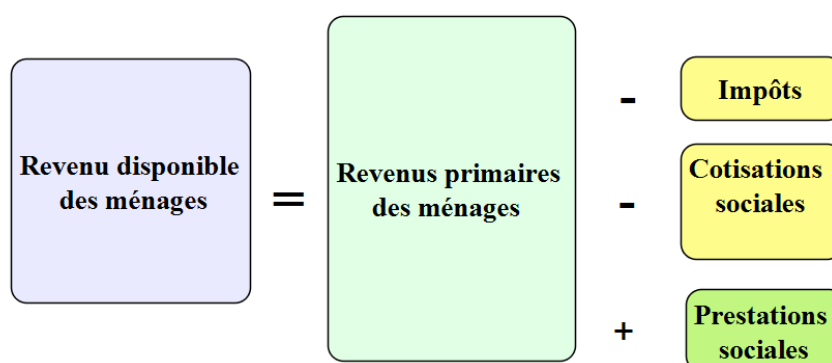 Revenu disponible
des ménages
=
Revenus primaires
des ménages
-
Impôts
-
Cotisations
sociales
+
Prestations
sociales